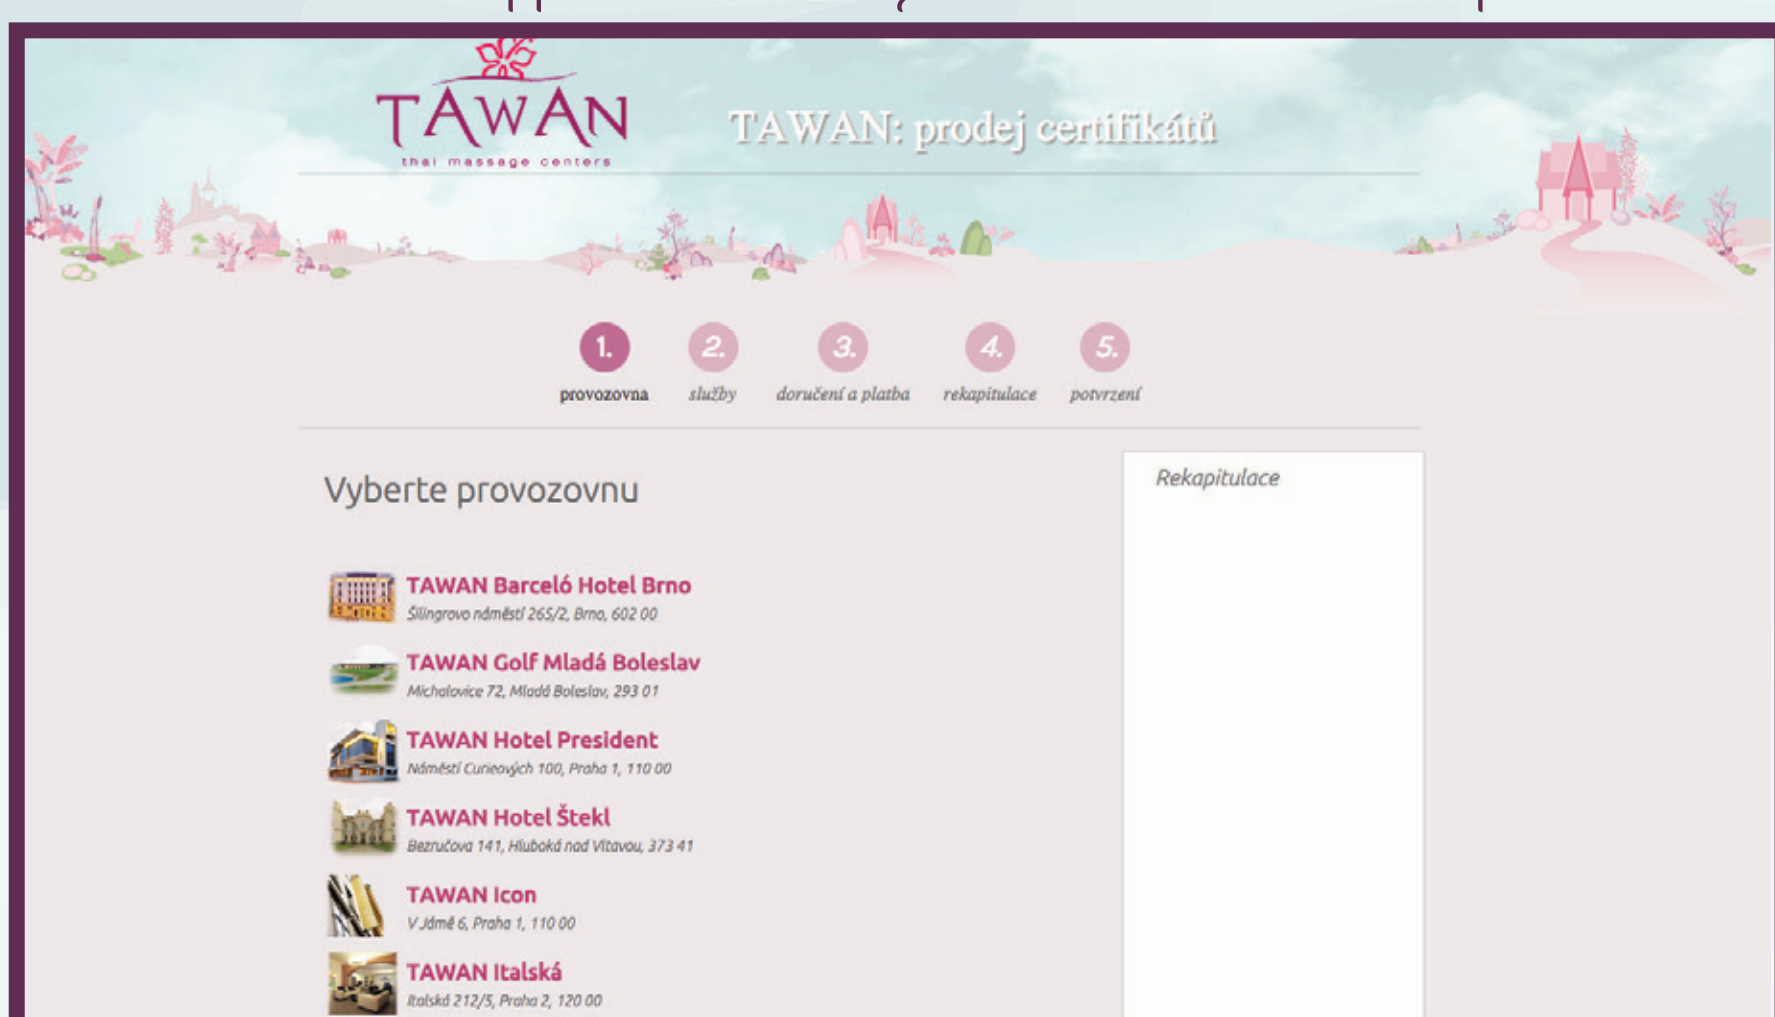 TAWAN
thai massage centers
TAWAN: prodej certifikátů
1. 2. 3. 4. 5.
provozovna služby doručení a platba rekapitulace potvrzení
Vyberte provozovnu
Rekapitulace
TAWAN Barceló Hotel Brno
Šilingrovo náměstí 265/2, Brno, 602 00
TAWAN Golf Mladá Boleslav
Michalovice 72, Mladá Boleslav, 293 01
TAWAN Hotel President
Náměstí Curieových 100, Praha 1, 110 00
TAWAN Hotel Štekl
Bezručova 141, Hluboká nad Vltavou, 373 41
TAWAN Icon
V Jámě 6, Praha 1, 110 00
TAWAN Italská
Italská 212/5, Praha 2, 120 00